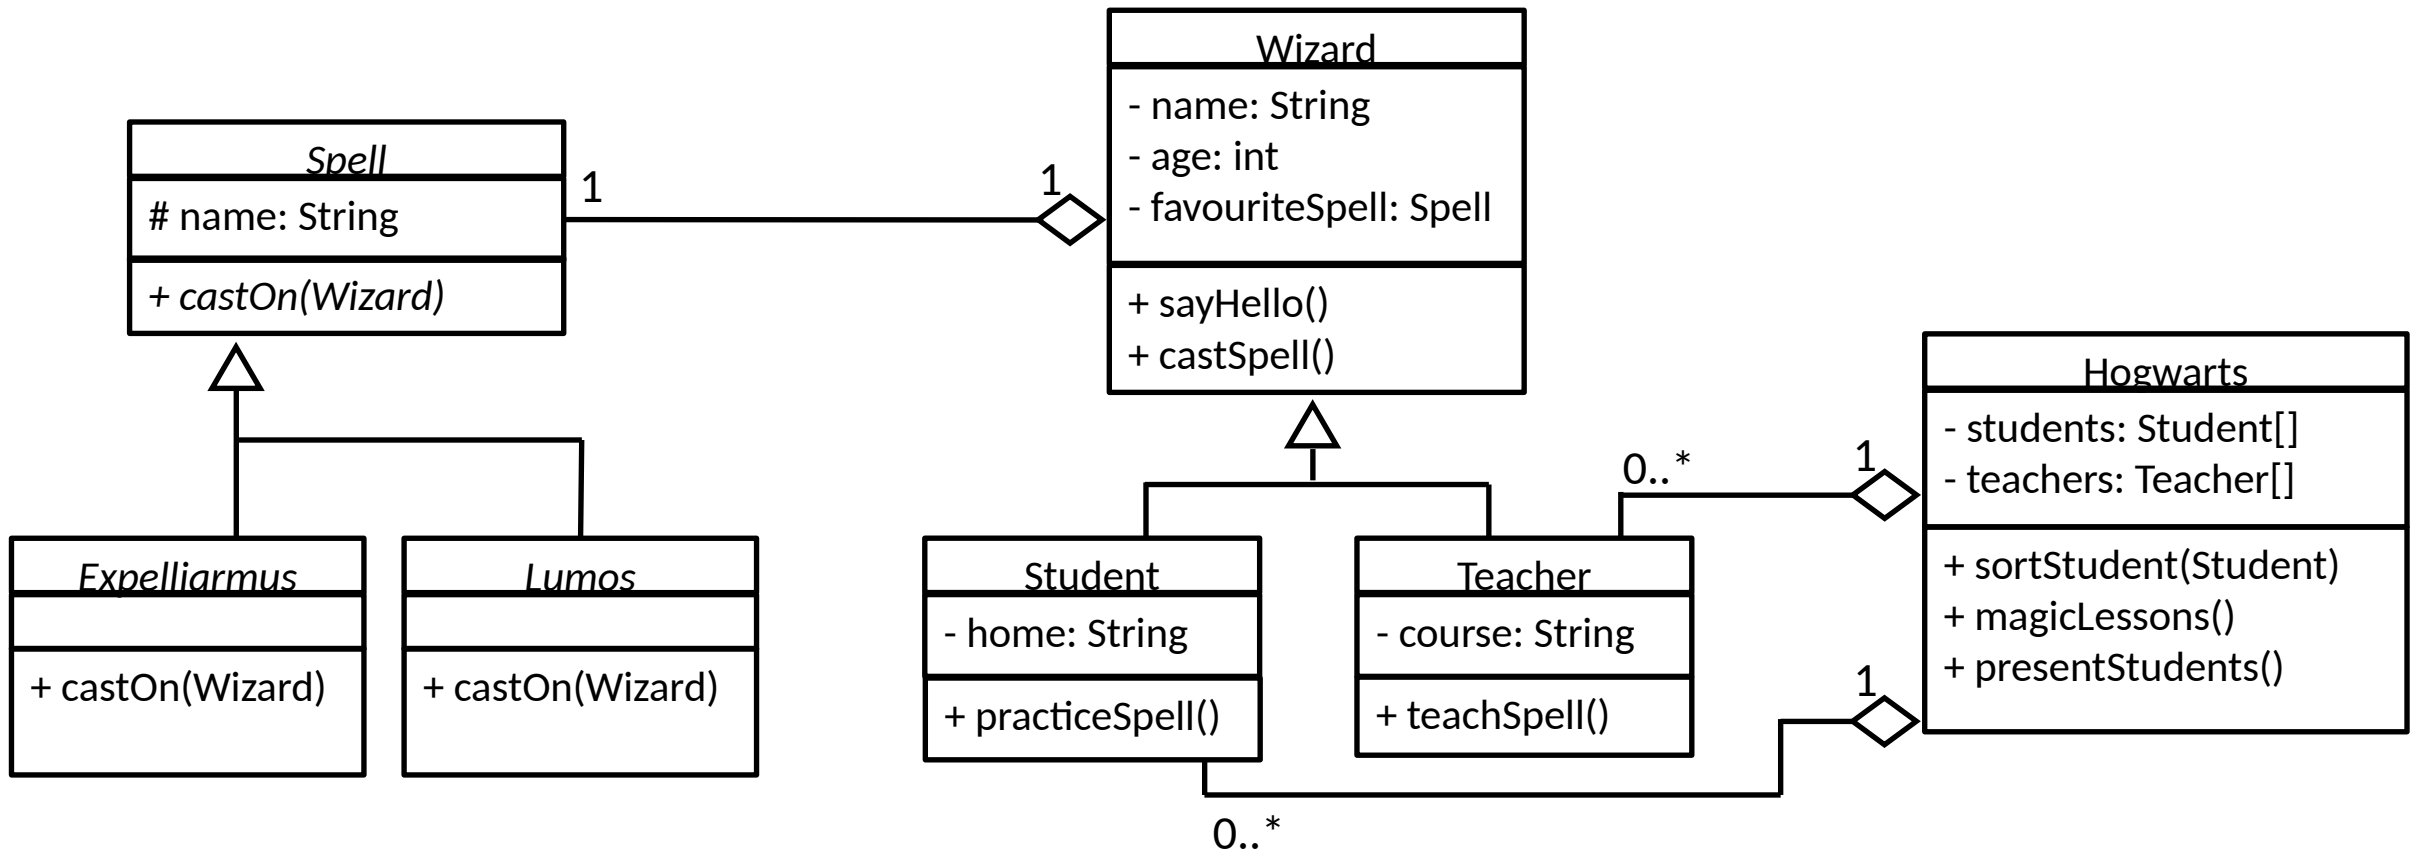 Wizard
- name: String
- age: int
- favouriteSpell: Spell
+ sayHello()
+ castSpell()
Spell
# name: String
+ castOn(Wizard)
1
1
Expelliarmus
+ castOn(Wizard)
Lumos
+ castOn(Wizard)
Student
- home: String
+ practiceSpell()
Teacher
- course: String
+ teachSpell()
0..*
1
Hogwarts
- students: Student[]
- teachers: Teacher[]
+ sortStudent(Student)
+ magicLessons()
+ presentStudents()
1
0..*